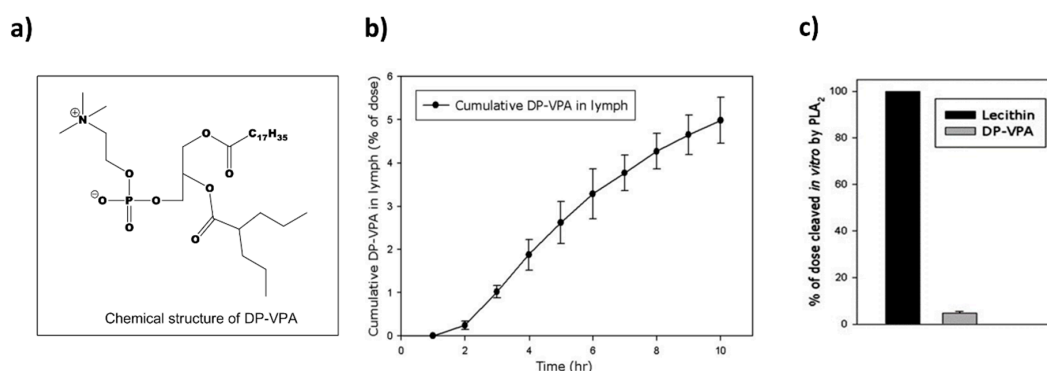 a)
b)
c)
N
⊕
O
C17H35
O
O
⊖O
P
O
O
O
O
Chemical structure of DP-VPA
Cumulative DP-VPA in lymph (% of dose)
6
5
4
3
2
1
0
Cumulative DP-VPA in lymph
0 2 4 6 8 10
Time (hr)
% of dose cleaved in vitro by PLA2
100
80
60
40
20
0
Lecithin
DP-VPA